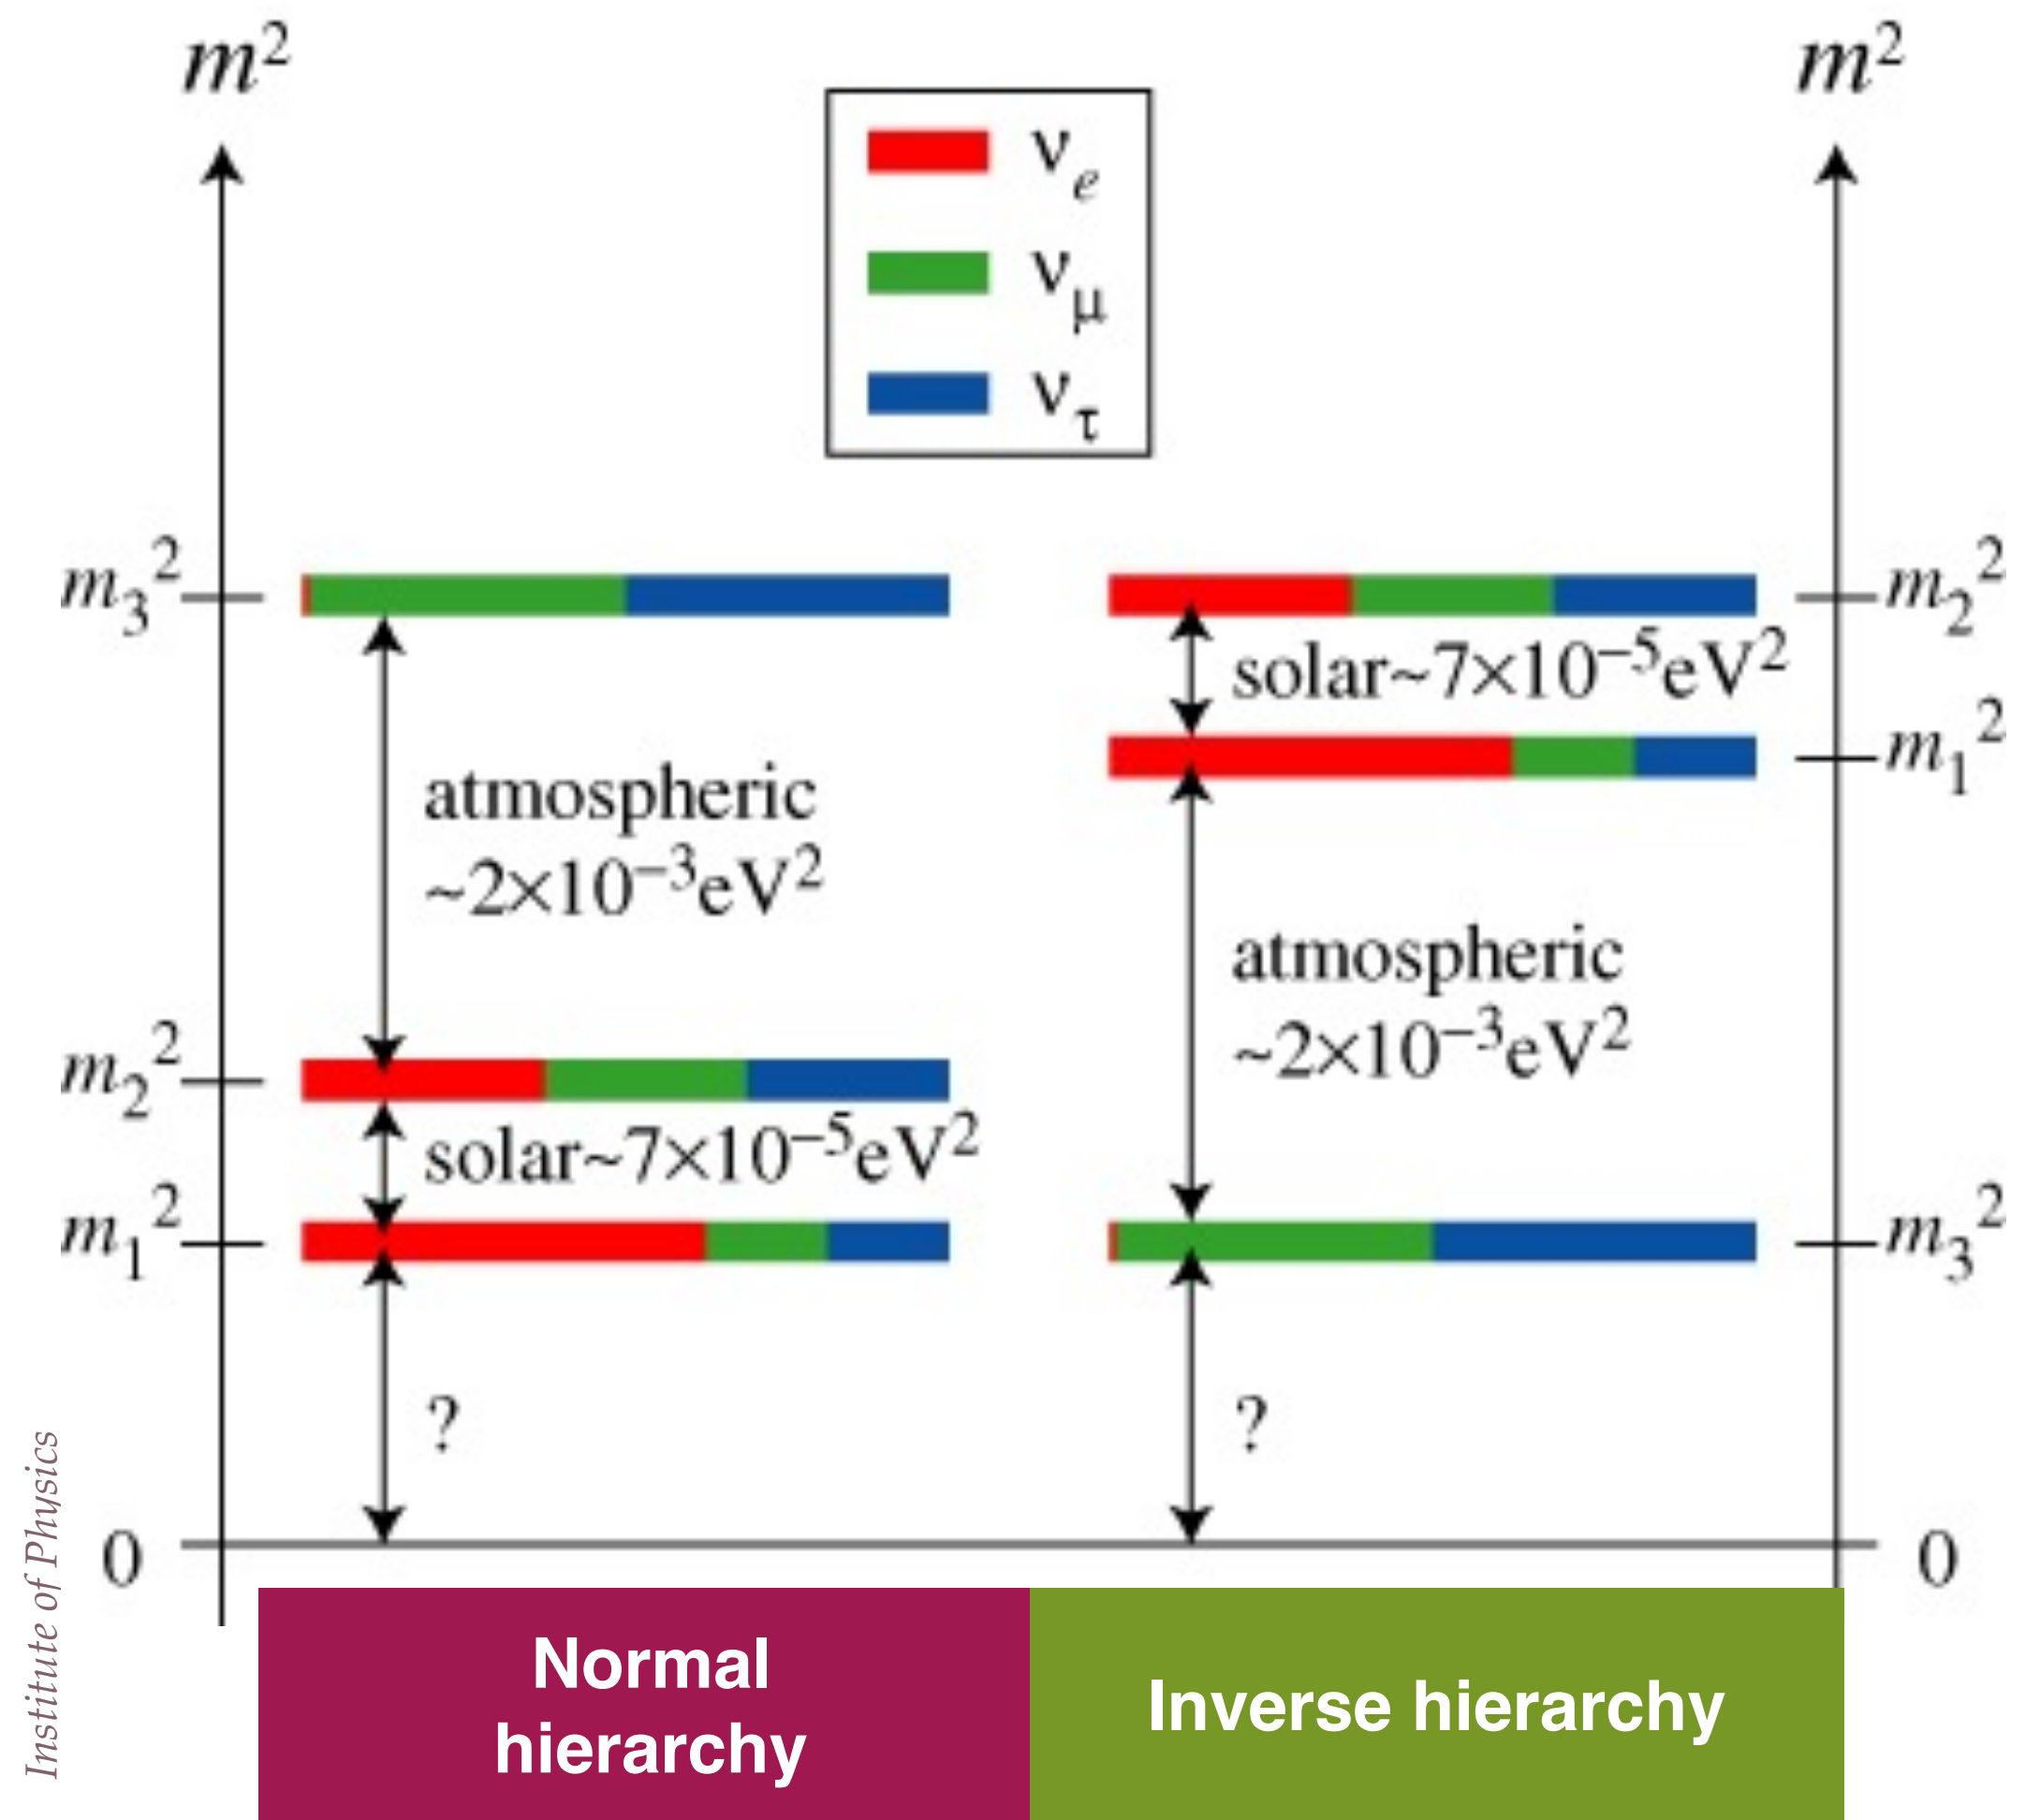 m²
m²
νe
νμ
ντ
m₃²
m₂²
solar~7×10⁻⁵eV²
m₁²
atmospheric
~2×10⁻³eV²
atmospheric
~2×10⁻³eV²
m₂²
solar~7×10⁻⁵eV²
m₁²
m₃²
?
?
0
0
Institute of Physics
Normal
hierarchy
Inverse hierarchy